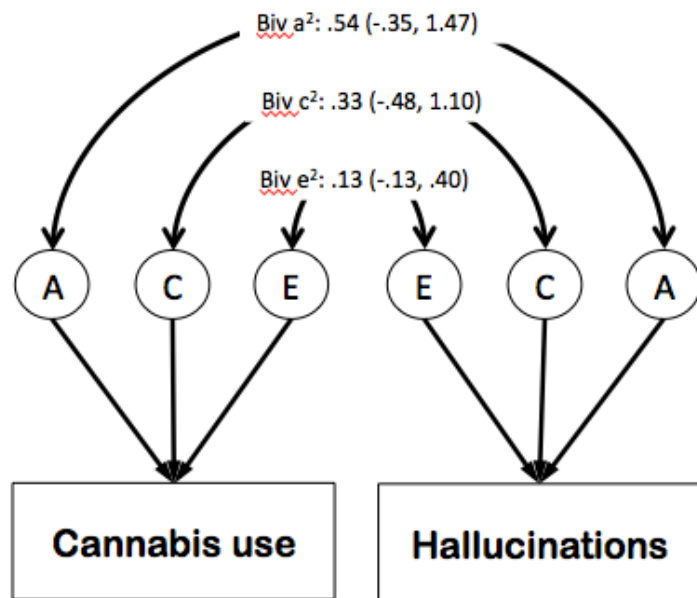 Biv a²: .54 (-.35, 1.47)
Biv c²: .33 (-.48, 1.10)
Biv e²: .13 (-.13, .40)
A C E E C A
Cannabis use Hallucinations